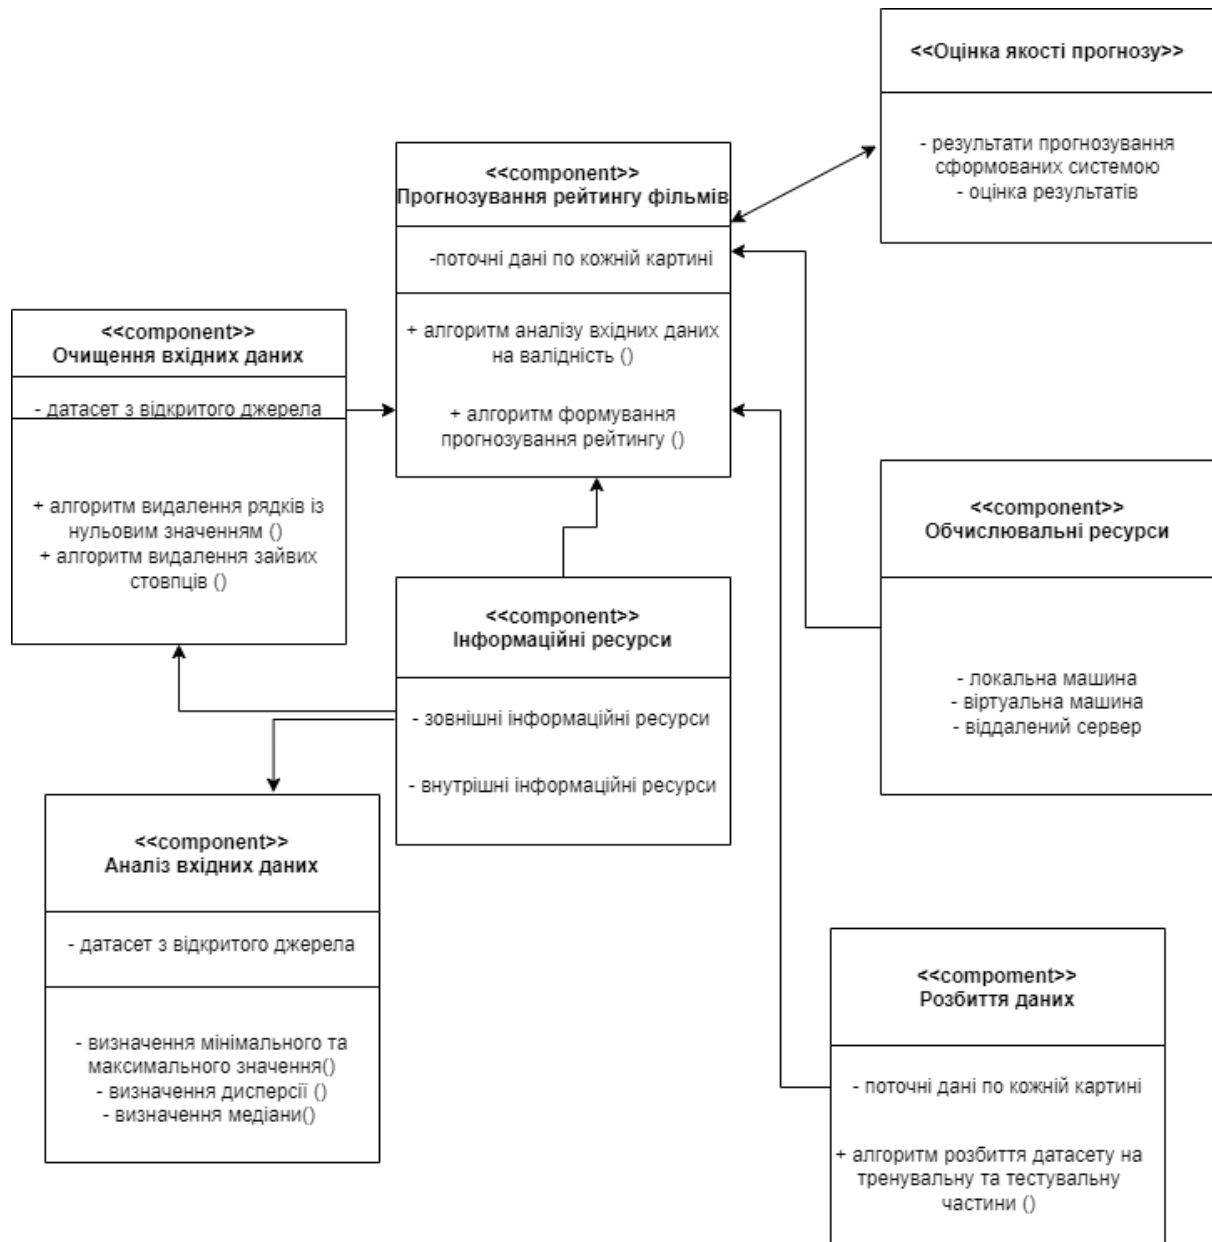 <<Оцінка якості прогнозу>>
- результати прогнозування
сформованих системою
- оцінка результатів
<<component>>
Прогнозування рейтингу фільмів
-поточні дані по кожній картині
+ алгоритм аналізу вхідних даних
на валідність ()
+ алгоритм формування
прогнозування рейтингу ()
<<component>>
Очищення вхідних даних
- датасет з відкритого джерела
+ алгоритм видалення рядків із
нульовим значенням ()
+ алгоритм видалення зайвих
стовпців ()
<<component>>
Обчислювальні ресурси
- локальна машина
- віртуальна машина
- віддалений сервер
<<component>>
Інформаційні ресурси
- зовнішні інформаційні ресурси
- внутрішні інформаційні ресурси
<<component>>
Аналіз вхідних даних
- датасет з відкритого джерела
- визначення мінімального та
максимального значення()
- визначення дисперсії ()
- визначення медіани()
<<compoment>>
Розбиття даних
- поточні дані по кожній картині
+ алгоритм розбиття датасету на
тренувальну та тестувальну
частини ()